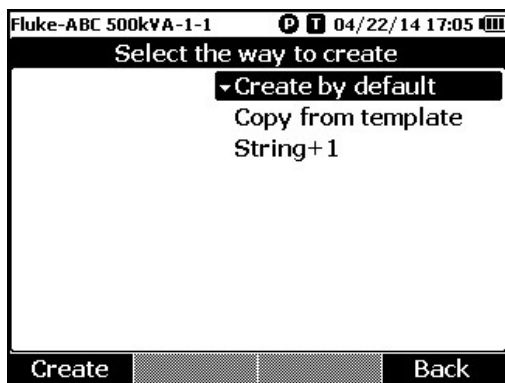 Fluke-ABC 500kVA-1-1 P T 04/22/14 17:05
Select the way to create
Create by default
Copy from template
String+1
Create Back